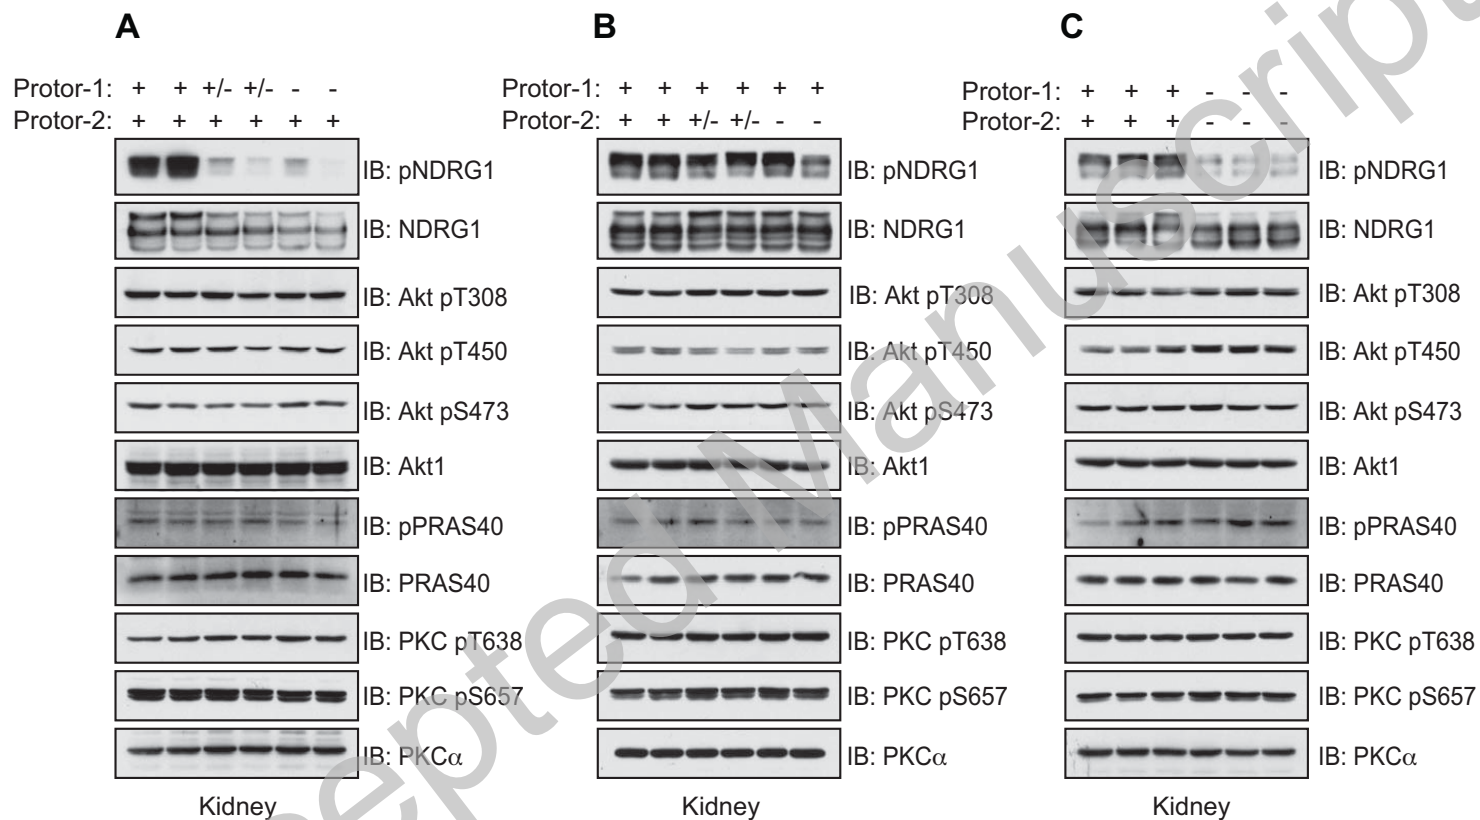 A B C
Protor-1: + + +/- +/- - - Protor-1: + + + + + + Protor-1: + + + - - -
Protor-2: + + + + + + Protor-2: + + +/- +/- - - Protor-2: + + + - - -
IB: pNDRG1 IB: pNDRG1 IB: pNDRG1
IB: NDRG1 IB: NDRG1 IB: NDRG1
IB: Akt pT308 IB: Akt pT308 IB: Akt pT308
IB: Akt pT450 IB: Akt pT450 IB: Akt pT450
IB: Akt pS473 IB: Akt pS473 IB: Akt pS473
IB: Akt1 IB: Akt1 IB: Akt1
IB: pPRAS40 IB: pPRAS40 IB: pPRAS40
IB: PRAS40 IB: PRAS40 IB: PRAS40
IB: PKC pT638 IB: PKC pT638 IB: PKC pT638
IB: PKC pS657 IB: PKC pS657 IB: PKC pS657
IB: PKCα IB: PKCα IB: PKCα
Kidney Kidney Kidney
epted Manuscript